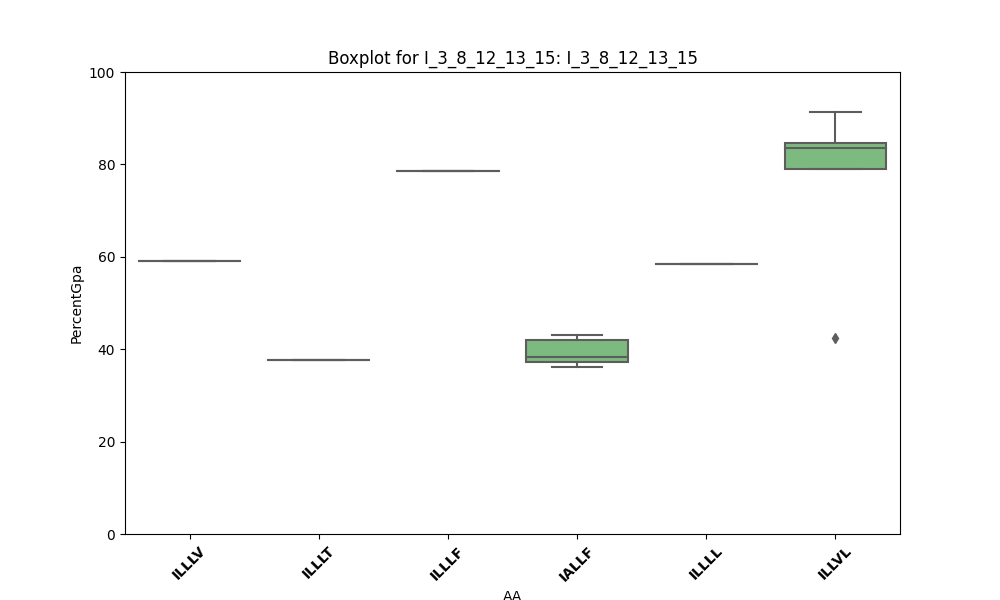 Boxplot for I_3_8_12_13_15: I_3_8_12_13_15
100
80
60
40
20
0
PercentGpa
ILLLV
ILLLT
ILLLF
IALLF
ILLLL
ILLVL
AA